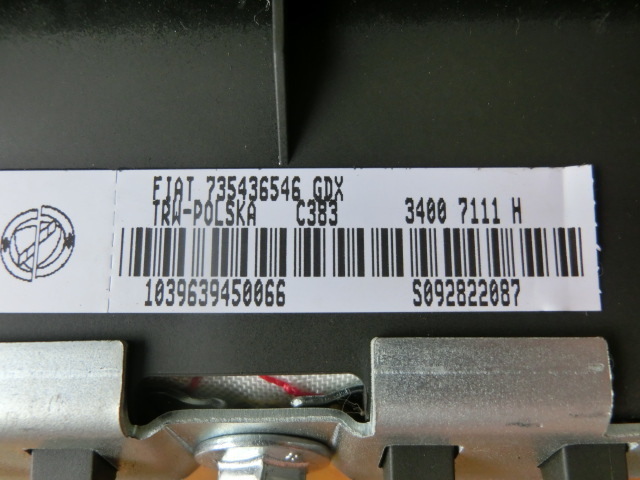 FIAT 735436546 GDX
TRW-POLSKA C383 3400 7111 H
1039639450066 S092822087